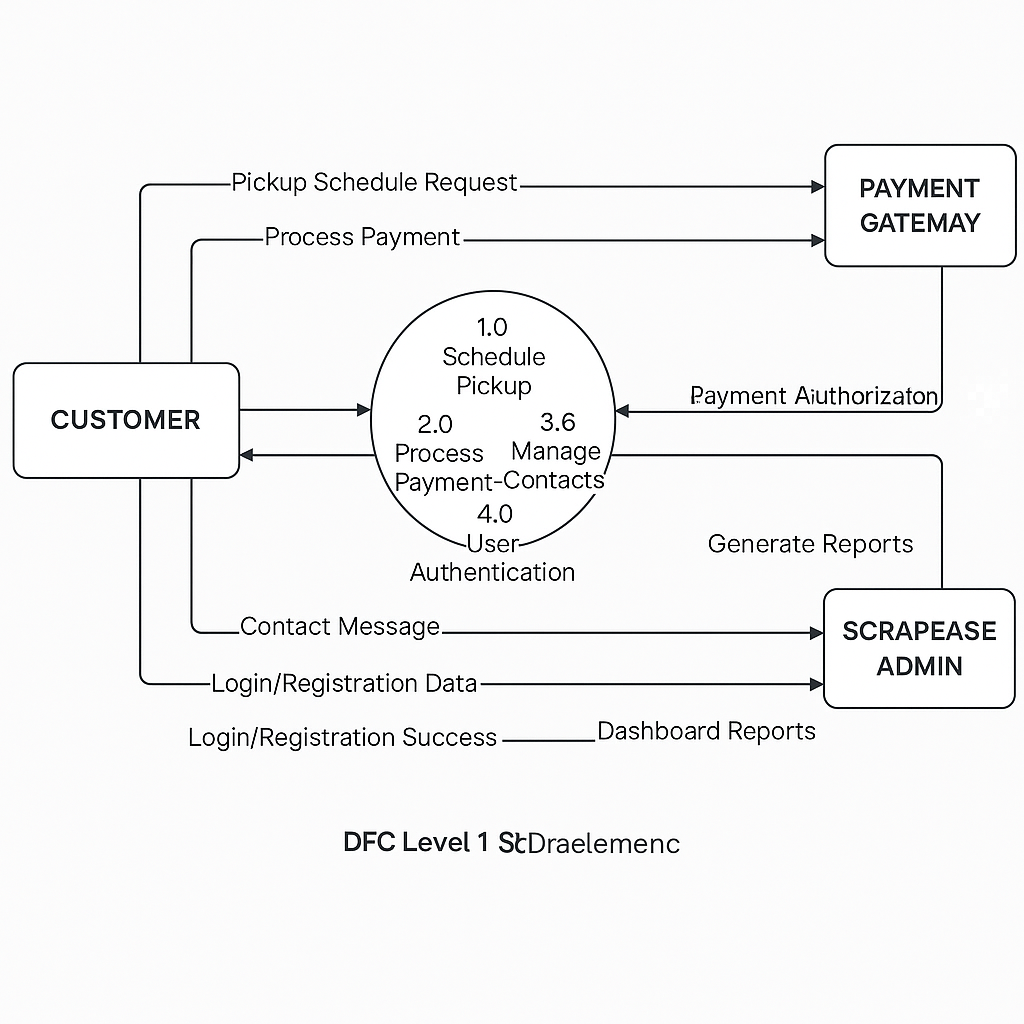 Pickup Schedule Request
PAYMENT
GATEMAY
Process Payment
1.0
Schedule
Pickup
CUSTOMER
Payment Aiuthorizaton
2.0
Process
Payment-
3.6
Manage
Contacts
4.0
User
Authentication
Generate Reports
Contact Message
SCRAPEASE
ADMIN
Login/Registration Data
Login/Registration Success
Dashboard Reports
DFC Level 1 ScDraelemenc